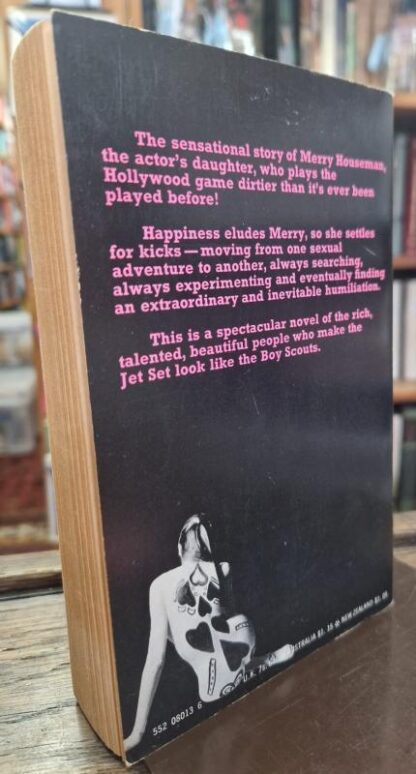 The sensational story of Merry Houseman,
the actor's daughter, who plays the
Hollywood game dirtier than it's ever been
played before!
Happiness eludes Merry, so she settles
for kicks — moving from one sexual
adventure to another, always searching,
always experimenting and eventually finding
an extraordinary and inevitable humiliation.
This is a spectacular novel of the rich,
talented, beautiful people who make the
Jet Set look like the Boy Scouts.
552 08013 6 U.K. NEW ZEALAND